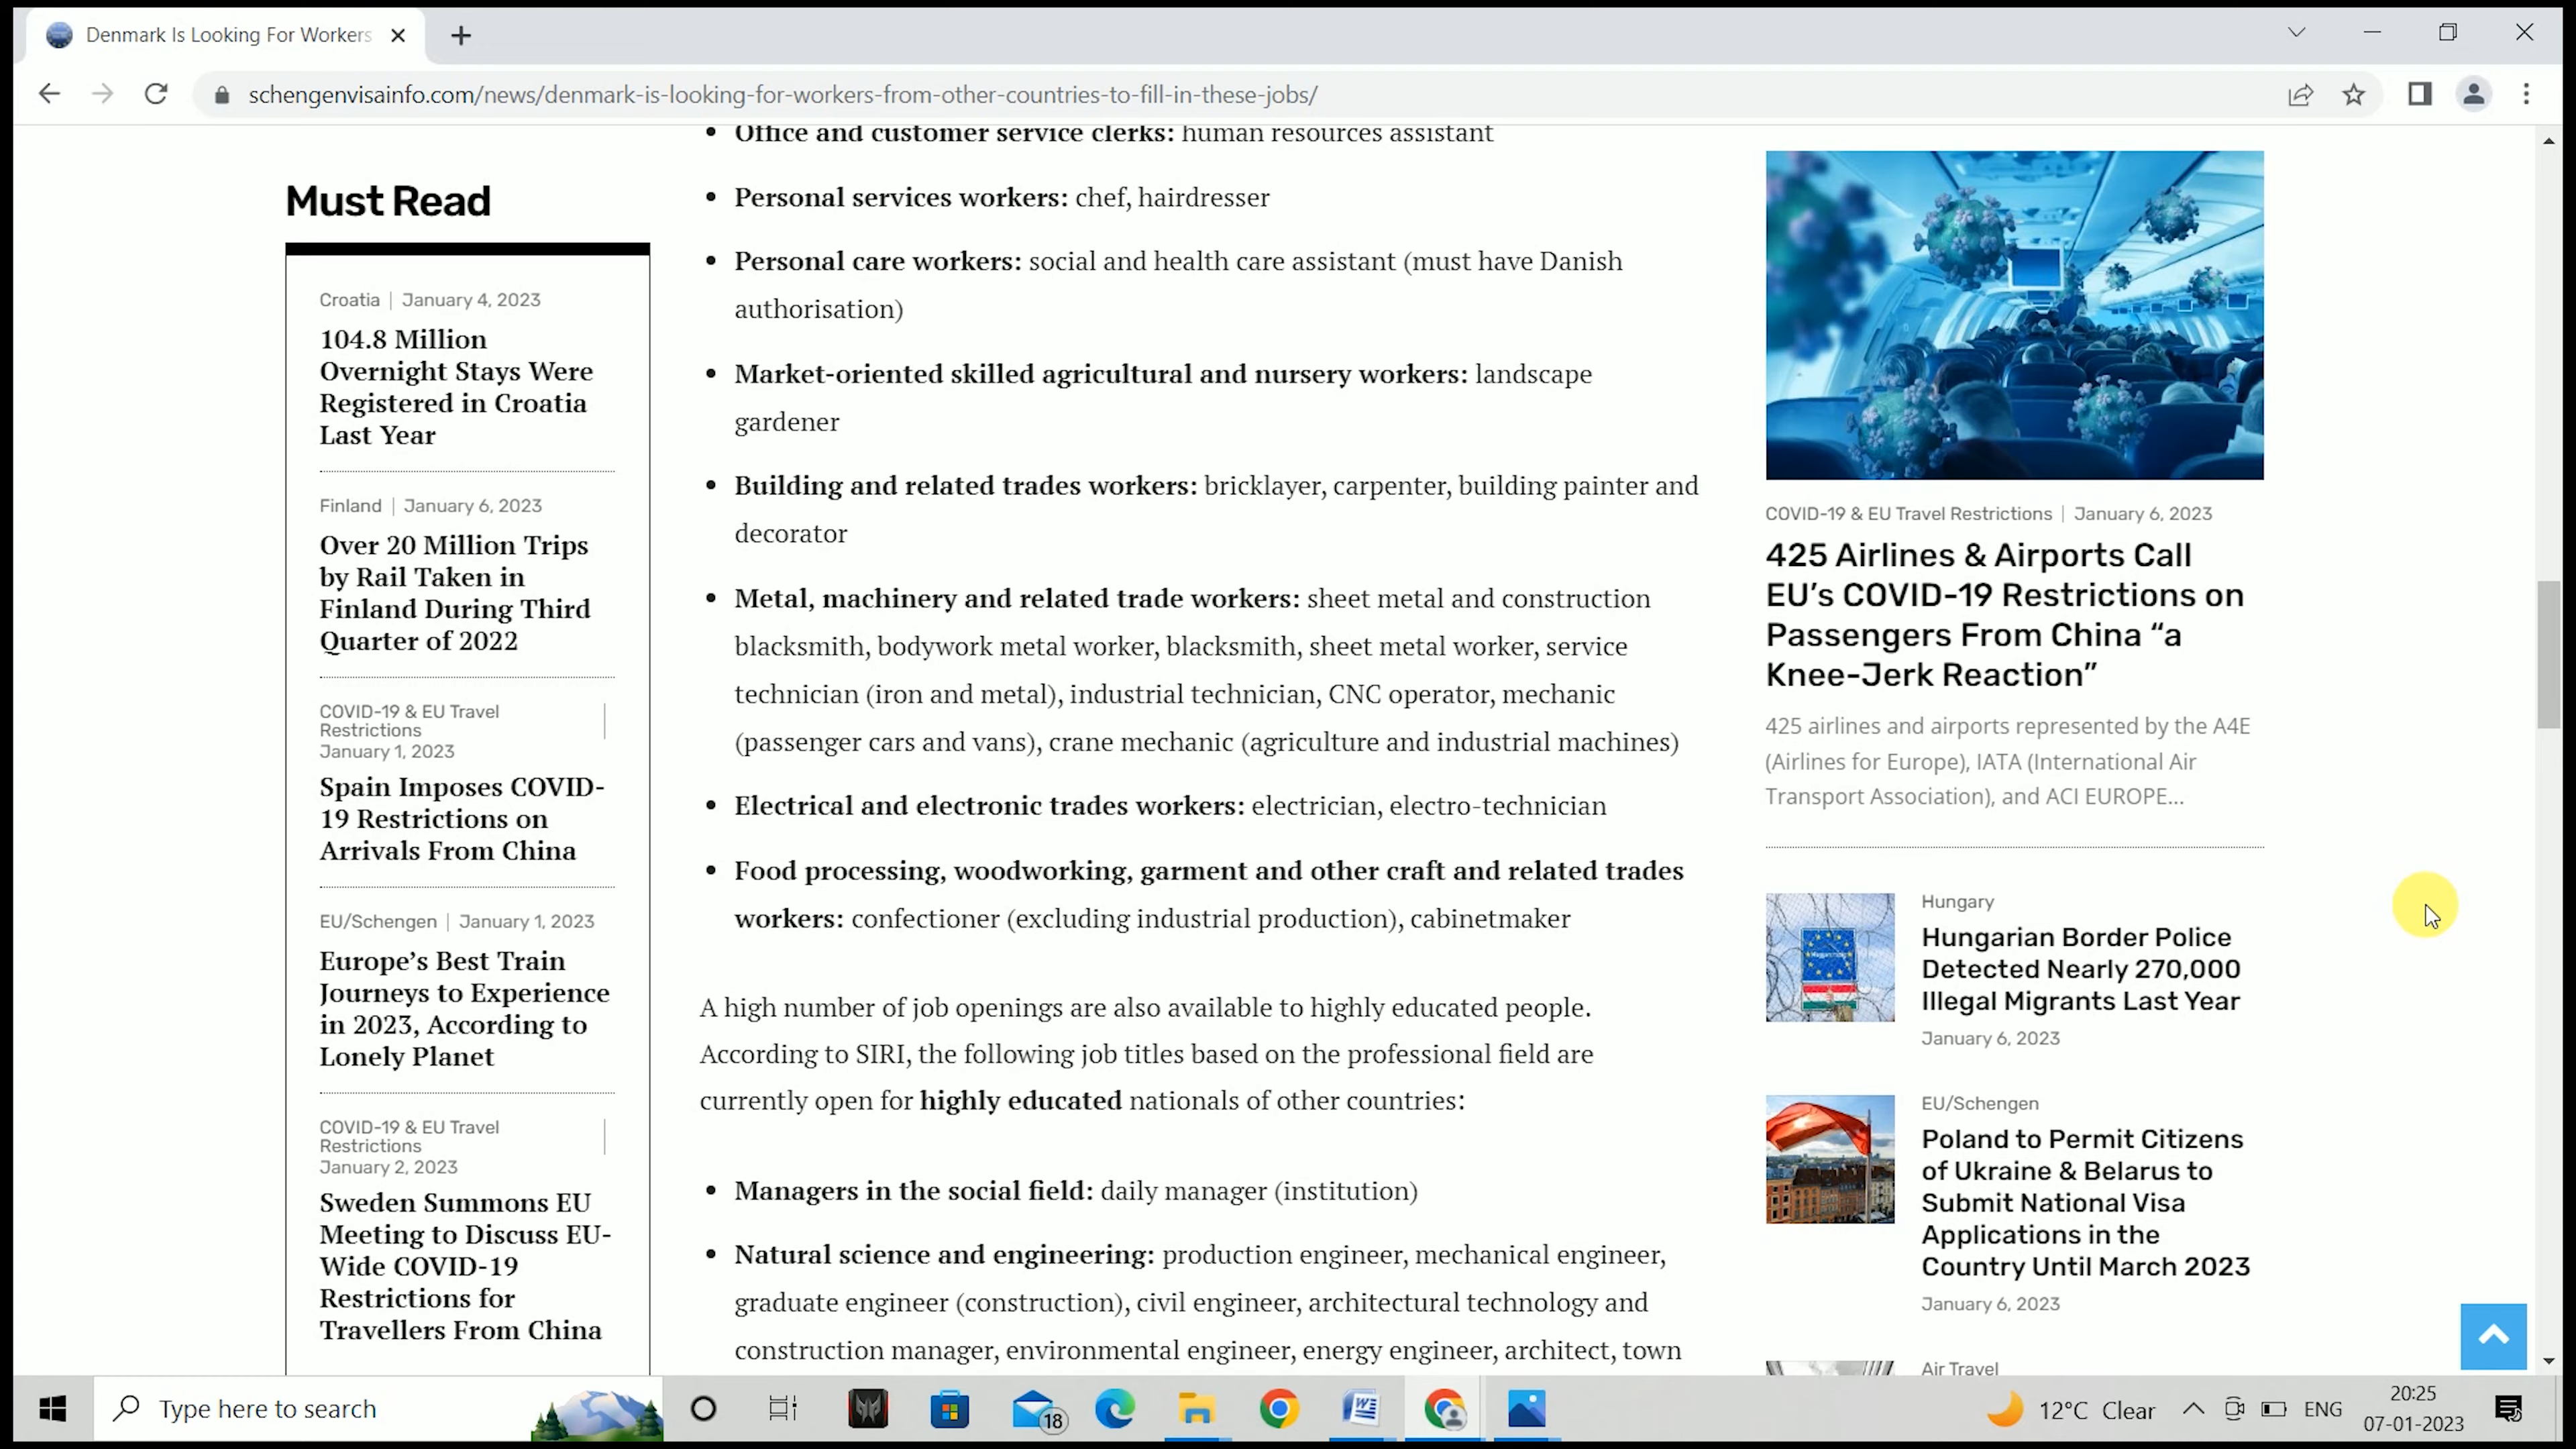 Denmark Is Looking For Workers
schengenvisainfo.com/news/denmark-is-looking-for-workers-from-other-countries-to-fill-in-these-jobs/
Must Read
Croatia | January 4, 2023
104.8 Million
Overnight Stays Were
Registered in Croatia
Last Year
Finland | January 6, 2023
Over 20 Million Trips
by Rail Taken in
Finland During Third
Quarter of 2022
COVID-19 & EU Travel
Restrictions
January 1, 2023
Spain Imposes COVID-
19 Restrictions on
Arrivals From China
EU/Schengen | January 1, 2023
Europe's Best Train
Journeys to Experience
in 2023, According to
Lonely Planet
COVID-19 & EU Travel
Restrictions
January 2, 2023
Sweden Summons EU
Meeting to Discuss EU-
Wide COVID-19
Restrictions for
Travellers From China
• Office and customer service clerks: human resources assistant
• Personal services workers: chef, hairdresser
• Personal care workers: social and health care assistant (must have Danish
authorisation)
• Market-oriented skilled agricultural and nursery workers: landscape
gardener
• Building and related trades workers: bricklayer, carpenter, building painter and
decorator
• Metal, machinery and related trade workers: sheet metal and construction
blacksmith, bodywork metal worker, blacksmith, sheet metal worker, service
technician (iron and metal), industrial technician, CNC operator, mechanic
(passenger cars and vans), crane mechanic (agriculture and industrial machines)
• Electrical and electronic trades workers: electrician, electro-technician
• Food processing, woodworking, garment and other craft and related trades
workers: confectioner (excluding industrial production), cabinetmaker
A high number of job openings are also available to highly educated people.
According to SIRI, the following job titles based on the professional field are
currently open for highly educated nationals of other countries:
• Managers in the social field: daily manager (institution)
• Natural science and engineering: production engineer, mechanical engineer,
graduate engineer (construction), civil engineer, architectural technology and
construction manager, environmental engineer, energy engineer, architect, town
COVID-19 & EU Travel Restrictions | January 6, 2023
425 Airlines & Airports Call
EU's COVID-19 Restrictions on
Passengers From China “a
Knee-Jerk Reaction”
425 airlines and airports represented by the A4E
(Airlines for Europe), IATA (International Air
Transport Association), and ACI EUROPE...
Hungary
Hungarian Border Police
Detected Nearly 270,000
Illegal Migrants Last Year
January 6, 2023
EU/Schengen
Poland to Permit Citizens
of Ukraine & Belarus to
Submit National Visa
Applications in the
Country Until March 2023
January 6, 2023
Air Travel
Type here to search
18
12°C Clear
ENG
20:25
07-01-2023